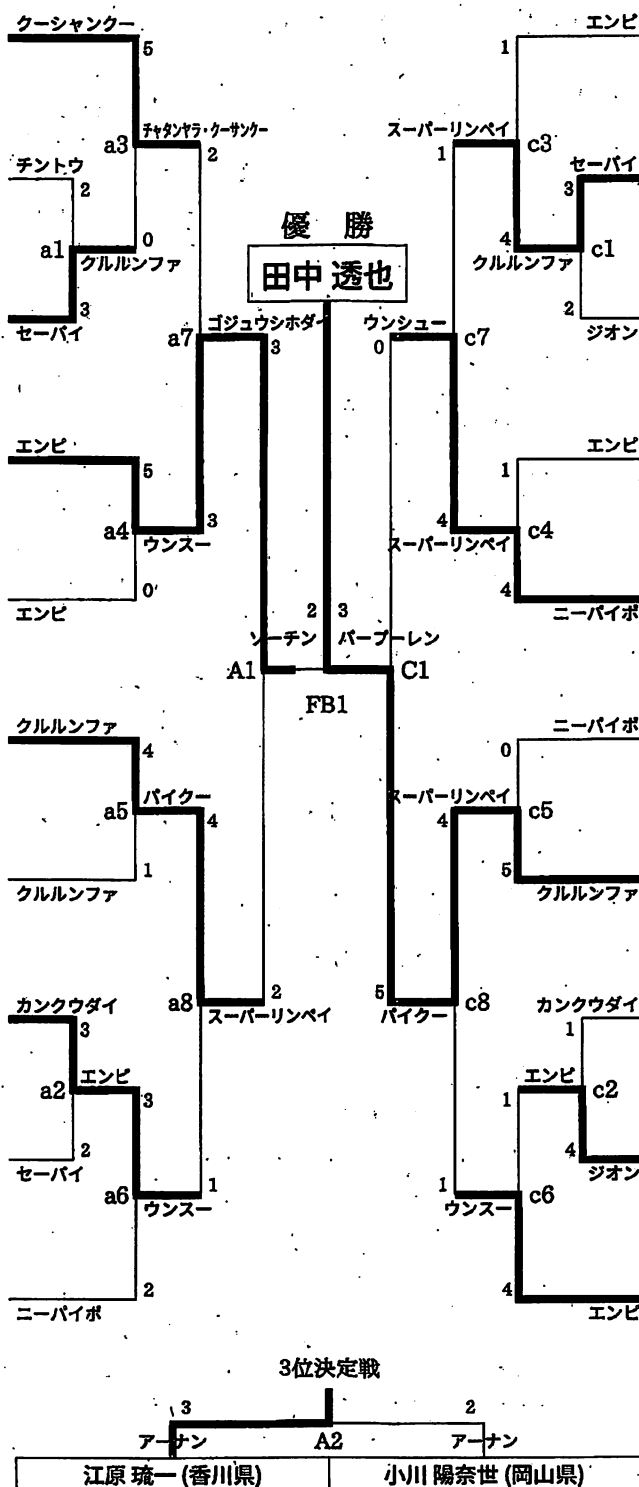 クーシャンクー
エンピ
5
1
チャタンヤラ・クーサンクー
スーパーリンペイ
a3
2
1
c3
チントウ
セーパイ
2
3
優 勝
a1
0
4
c1
クルルンファ
クルルンファ
田中 透也
3
2
セーパイ
ジオン
a7
ゴジュウシホダイ
ウンシュー
c7
3
0
エンピ
エンピ
5
1
a4
3
4
c4
ウンスー
スーパーリンペイ
0
4
エンピ
ニーパイポ
2
3
ソーチン
パープーレン
A1
C1
FB1
クルルンファ
ニーパイポ
4
0
パイクー
スーパーリンペイ
a5
4
4
c5
1
5
クルルンファ
クルルンファ
a8
2
5
c8
スーパーリンペイ
パイクー
カンクウダイ
カンクウダイ
3
1
a2
エンピ
エンピ
c2
3
1
2
4
セーパイ
ジオン
a6
1
1
c6
ウンスー
ウンスー
2
4
ニーパイポ
エンピ
3位決定戦
3
2
アーナン
A2
アーナン
江原 琉一 (香川県)
小川 陽奈世 (岡山県)